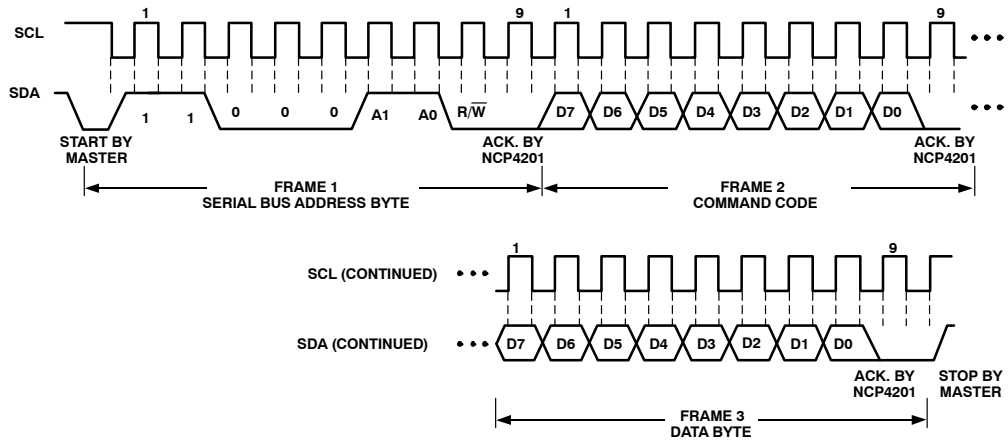 1 9 1 9
SCL
SDA
1 1 0 0 0 A1 A0 R/W D7 D6 D5 D4 D3 D2 D1 D0
START BY
MASTER
ACK. BY
NCP4201
ACK. BY
NCP4201
FRAME 1
SERIAL BUS ADDRESS BYTE
FRAME 2
COMMAND CODE
1 9
SCL (CONTINUED)
SDA (CONTINUED)
D7 D6 D5 D4 D3 D2 D1 D0
ACK. BY
NCP4201
STOP BY
MASTER
FRAME 3
DATA BYTE